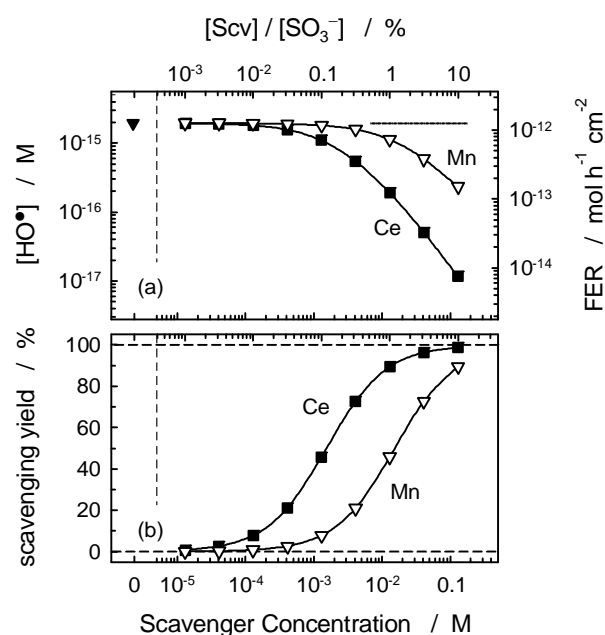 [Scv] / [SO₃⁻] / %
10⁻³ 10⁻² 0.1 1 10
[HO•] / M
10⁻¹⁵
10⁻¹⁶
10⁻¹⁷
Mn
Ce
(a)
10⁻¹²
10⁻¹³
10⁻¹⁴
FER / mol h⁻¹ cm⁻²
scavenging yield / %
100
80
60
40
20
0
Ce
Mn
(b)
0 10⁻⁵ 10⁻⁴ 10⁻³ 10⁻² 0.1
Scavenger Concentration / M